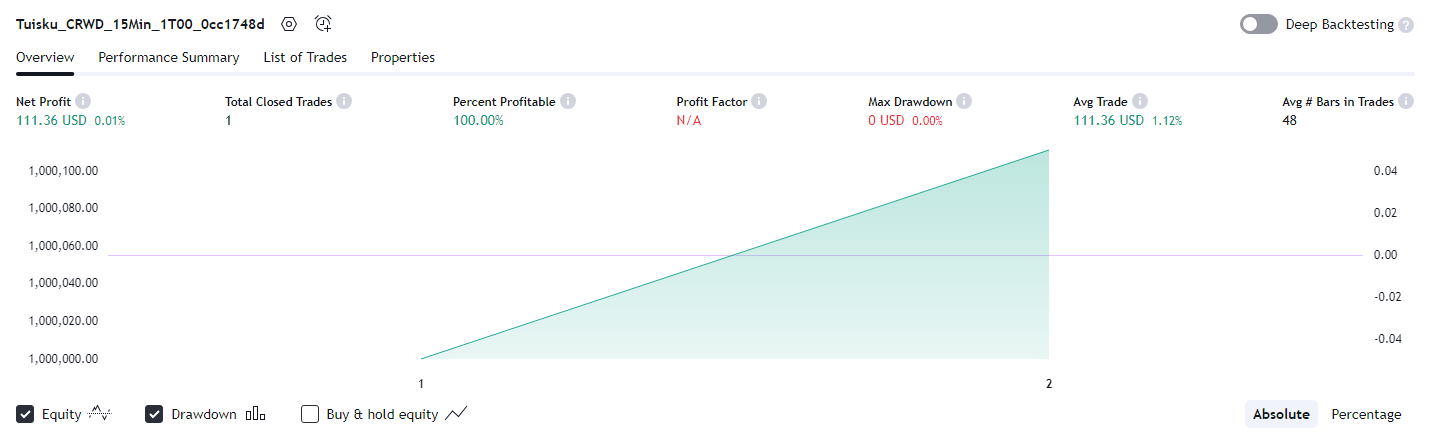 Tuisku_CRWD_15Min_1T00_0cc1748d
Deep Backtesting ?
Overview Performance Summary List of Trades Properties
Net Profit Total Closed Trades Percent Profitable Profit Factor Max Drawdown Avg Trade Avg # Bars in Trades
111.36 USD 0.01% 1 100.00% N/A 0 USD 0.00% 111.36 USD 1.12% 48
1,000,100.00 0.04
1,000,080.00 0.02
1,000,060.00 0.00
1,000,040.00 -0.02
1,000,020.00 -0.04
1,000,000.00
1 2
Equity Drawdown Buy & hold equity Absolute Percentage